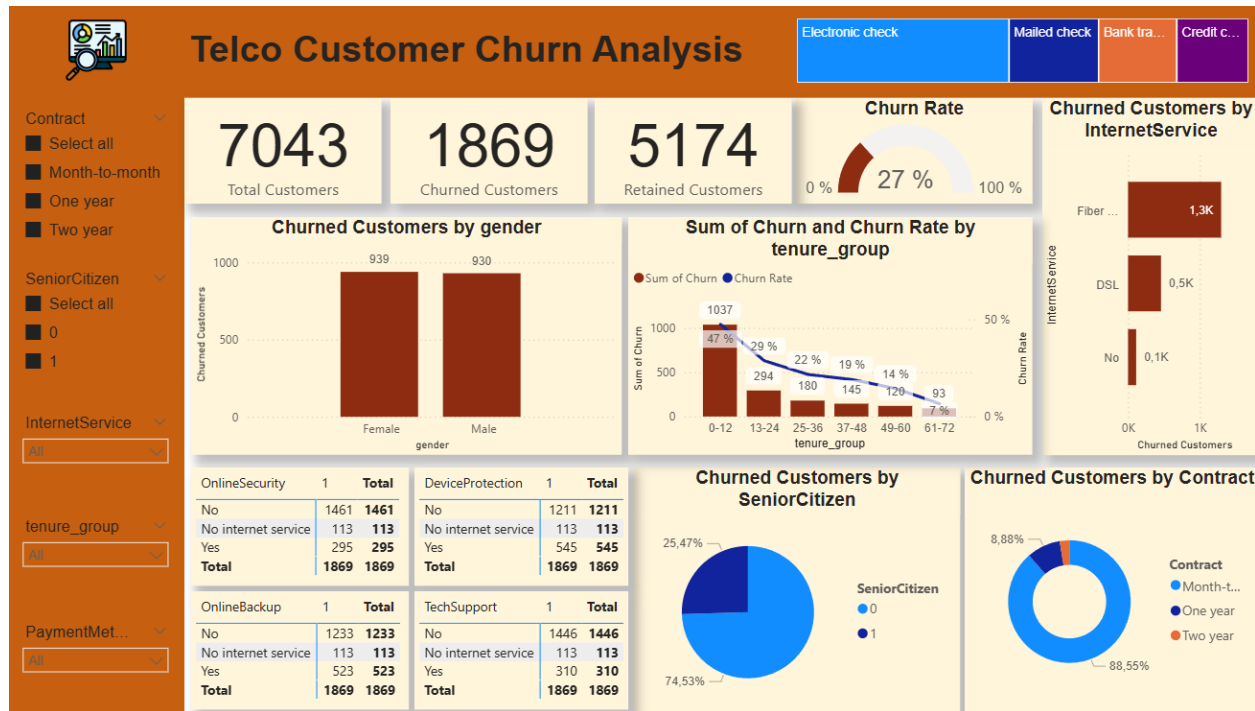 Telco Customer Churn Analysis
Electronic check
Mailed check
Bank tra...
Credit c...
Contract
Select all
Month-to-month
One year
Two year
SeniorCitizen
Select all
0
1
InternetService
All
tenure_group
All
PaymentMet...
All
7043
Total Customers
1869
Churned Customers
5174
Retained Customers
Churn Rate
0 %
27 %
100 %
Churned Customers by
InternetService
InternetService
Fiber ...
1,3K
DSL
0,5K
No
0,1K
0K
1K
Churned Customers
Churned Customers by gender
Churned Customers
1000
500
0
939
930
Female
Male
gender
Sum of Churn and Churn Rate by
tenure_group
Sum of Churn
Churn Rate
Sum of Churn
1000
500
0
1037
47 %
29 %
294
22 %
180
19 %
145
14 %
120
93
7 %
50 %
0 %
Churn Rate
0-12
13-24
25-36
37-48
49-60
61-72
tenure_group
OnlineSecurity 1 Total
No 1461 1461
No internet service 113 113
Yes 295 295
Total 1869 1869
DeviceProtection 1 Total
No 1211 1211
No internet service 113 113
Yes 545 545
Total 1869 1869
OnlineBackup 1 Total
No 1233 1233
No internet service 113 113
Yes 523 523
Total 1869 1869
TechSupport 1 Total
No 1446 1446
No internet service 113 113
Yes 310 310
Total 1869 1869
Churned Customers by
SeniorCitizen
25,47%
74,53%
SeniorCitizen
0
1
Churned Customers by Contract
8,88%
88,55%
Contract
Month-t...
One year
Two year